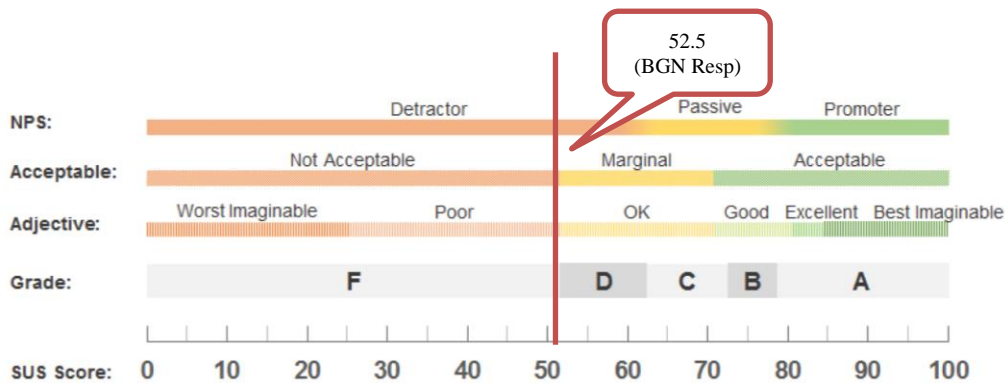 52.5
(BGN Resp)
NPS: Detractor Passive Promoter
Acceptable: Not Acceptable Marginal Acceptable
Adjective: Worst Imaginable Poor OK Good Excellent Best Imaginable
Grade: F D C B A
SUS Score: 0 10 20 30 40 50 60 70 80 90 100